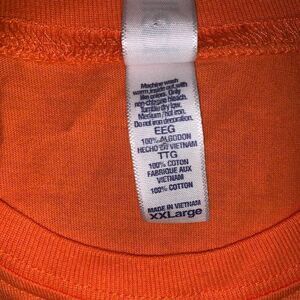 Machine wash
warm, inside out with
like colors. Only
non-chlorine bleach.
Tumble dry low.
Medium / hot iron.
Do not iron decoration.
EEG
100% ALGODON
HECHO EN VIETNAM
TTG
100% COTON
FABRIQUE AUX
VIETNAM
100% COTTON
MADE IN VIETNAM
XXLarge